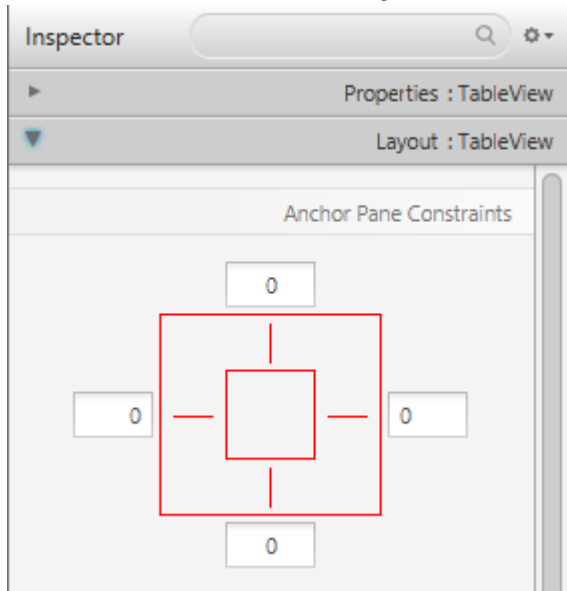 Inspector
Properties : TableView
Layout : TableView
Anchor Pane Constraints
0
0 0
0